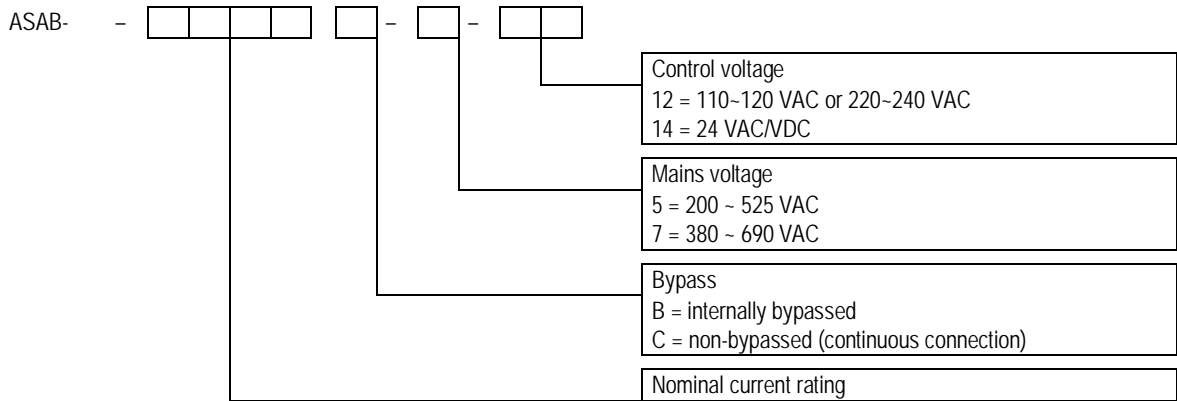 ASAB- – – –
Control voltage
12 = 110~120 VAC or 220~240 VAC
14 = 24 VAC/VDC
Mains voltage
5 = 200 ~ 525 VAC
7 = 380 ~ 690 VAC
Bypass
B = internally bypassed
C = non-bypassed (continuous connection)
Nominal current rating